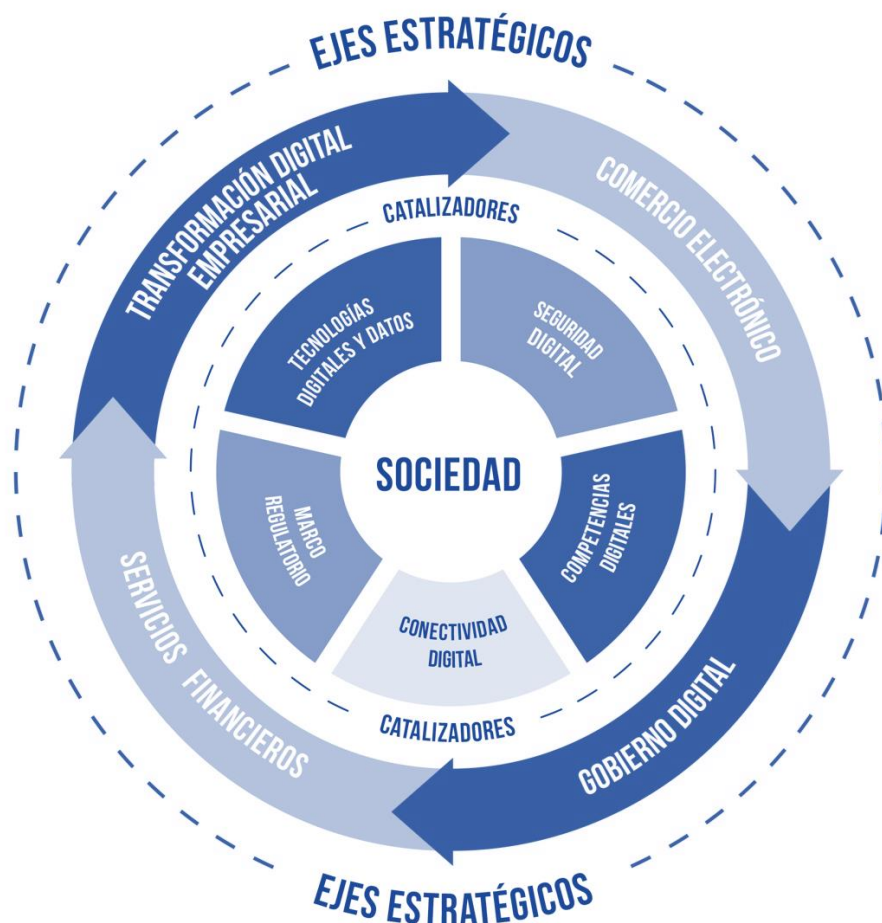 EJES ESTRATÉGICOS
TRANSFORMACIÓN DIGITAL
EMPRESARIAL
COMERCIO ELECTRÓNICO
CATALIZADORES
TECNOLOGÍAS
DIGITALES Y DATOS
SEGURIDAD
DIGITAL
SOCIEDAD
MARCO
REGULATORIO
COMPETENCIAS
DIGITALES
CONECTIVIDAD
DIGITAL
SERVICIOS FINANCIEROS
GOBIERNO DIGITAL
CATALIZADORES
EJES ESTRATÉGICOS